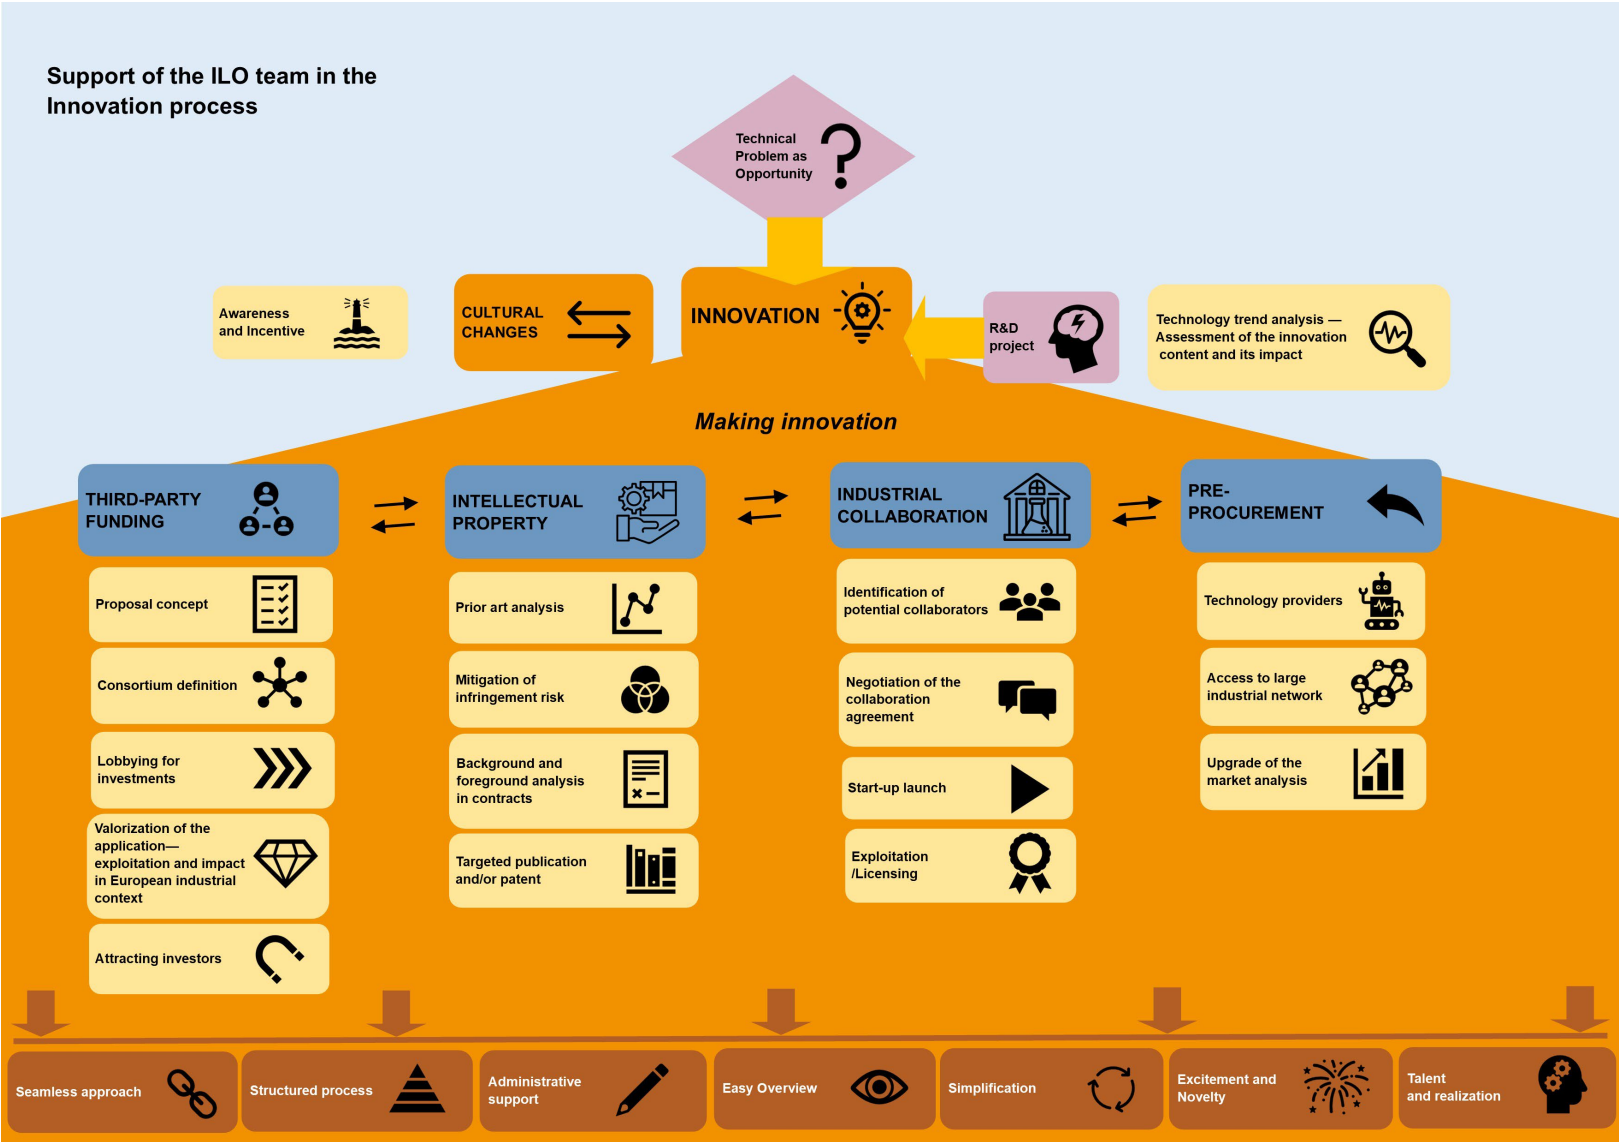 Support of the ILO team in the
Innovation process
Technical
Problem as
Opportunity
Awareness
and Incentive
CULTURAL
CHANGES
INNOVATION
R&D
project
Technology trend analysis —
Assessment of the innovation
content and its impact
Making innovation
THIRD-PARTY
FUNDING
INTELLECTUAL
PROPERTY
INDUSTRIAL
COLLABORATION
PRE-
PROCUREMENT
Proposal concept
Consortium definition
Lobbying for
investments
Valorization of the
application—
exploitation and impact
in European industrial
context
Attracting investors
Prior art analysis
Mitigation of
infringement risk
Background and
foreground analysis
in contracts
Targeted publication
and/or patent
Identification of
potential collaborators
Negotiation of the
collaboration
agreement
Start-up launch
Exploitation
/Licensing
Technology providers
Access to large
industrial network
Upgrade of the
market analysis
Seamless approach
Structured process
Administrative
support
Easy Overview
Simplification
Excitement and
Novelty
Talent
and realization